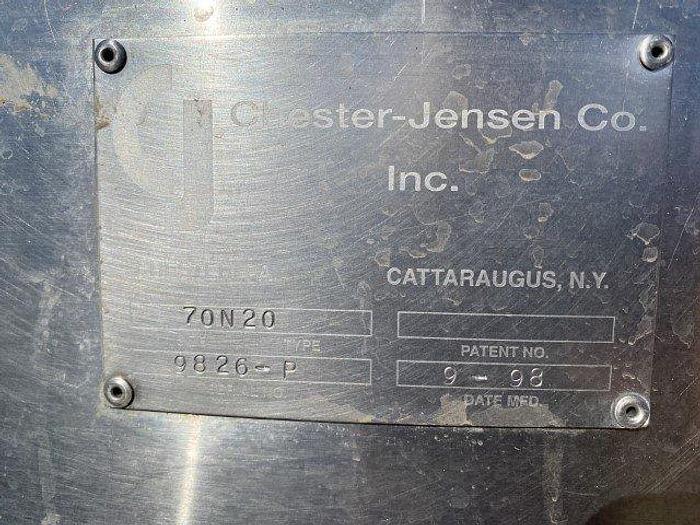 Chester-Jensen Co.
Inc.
CATTARAUGUS, N.Y.
70N20
TYPE
PATENT NO.
9826-P
9-98
DATE MFD.